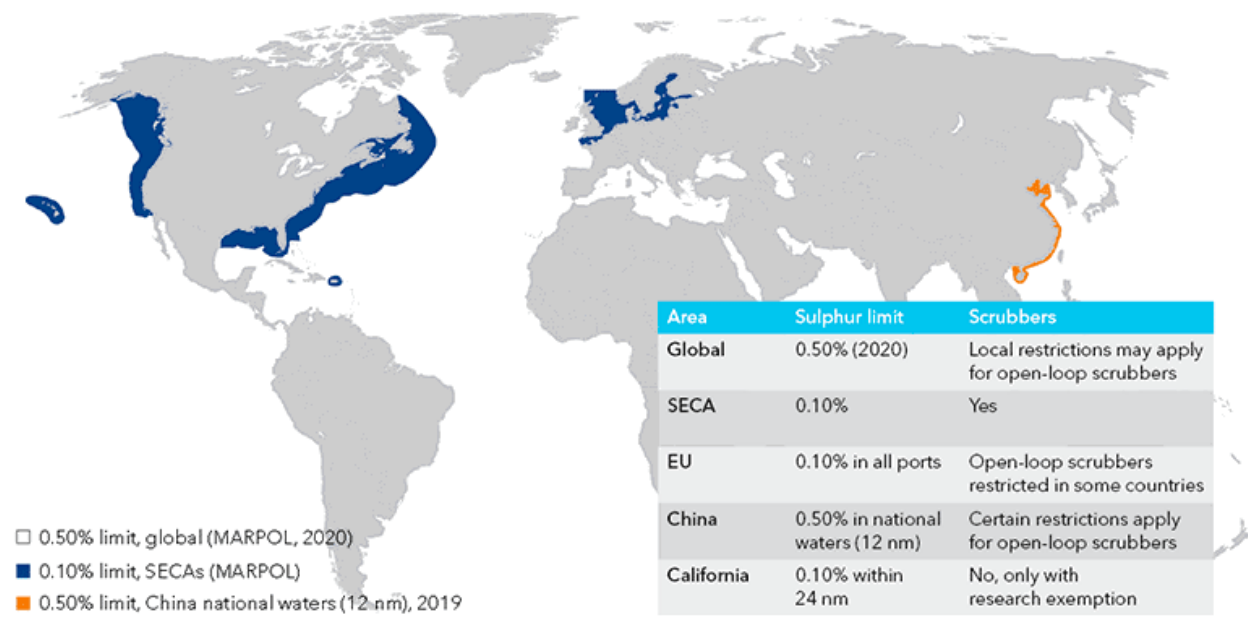 Area Sulphur limit Scrubbers
Global 0.50% (2020) Local restrictions may apply
for open-loop scrubbers
SECA 0.10% Yes
EU 0.10% in all ports Open-loop scrubbers
restricted in some countries
China 0.50% in national Certain restrictions apply
waters (12 nm) for open-loop scrubbers
California 0.10% within No, only with
24 nm research exemption
0.50% limit, global (MARPOL, 2020)
0.10% limit, SECAs (MARPOL)
0.50% limit, China national waters (12 nm), 2019